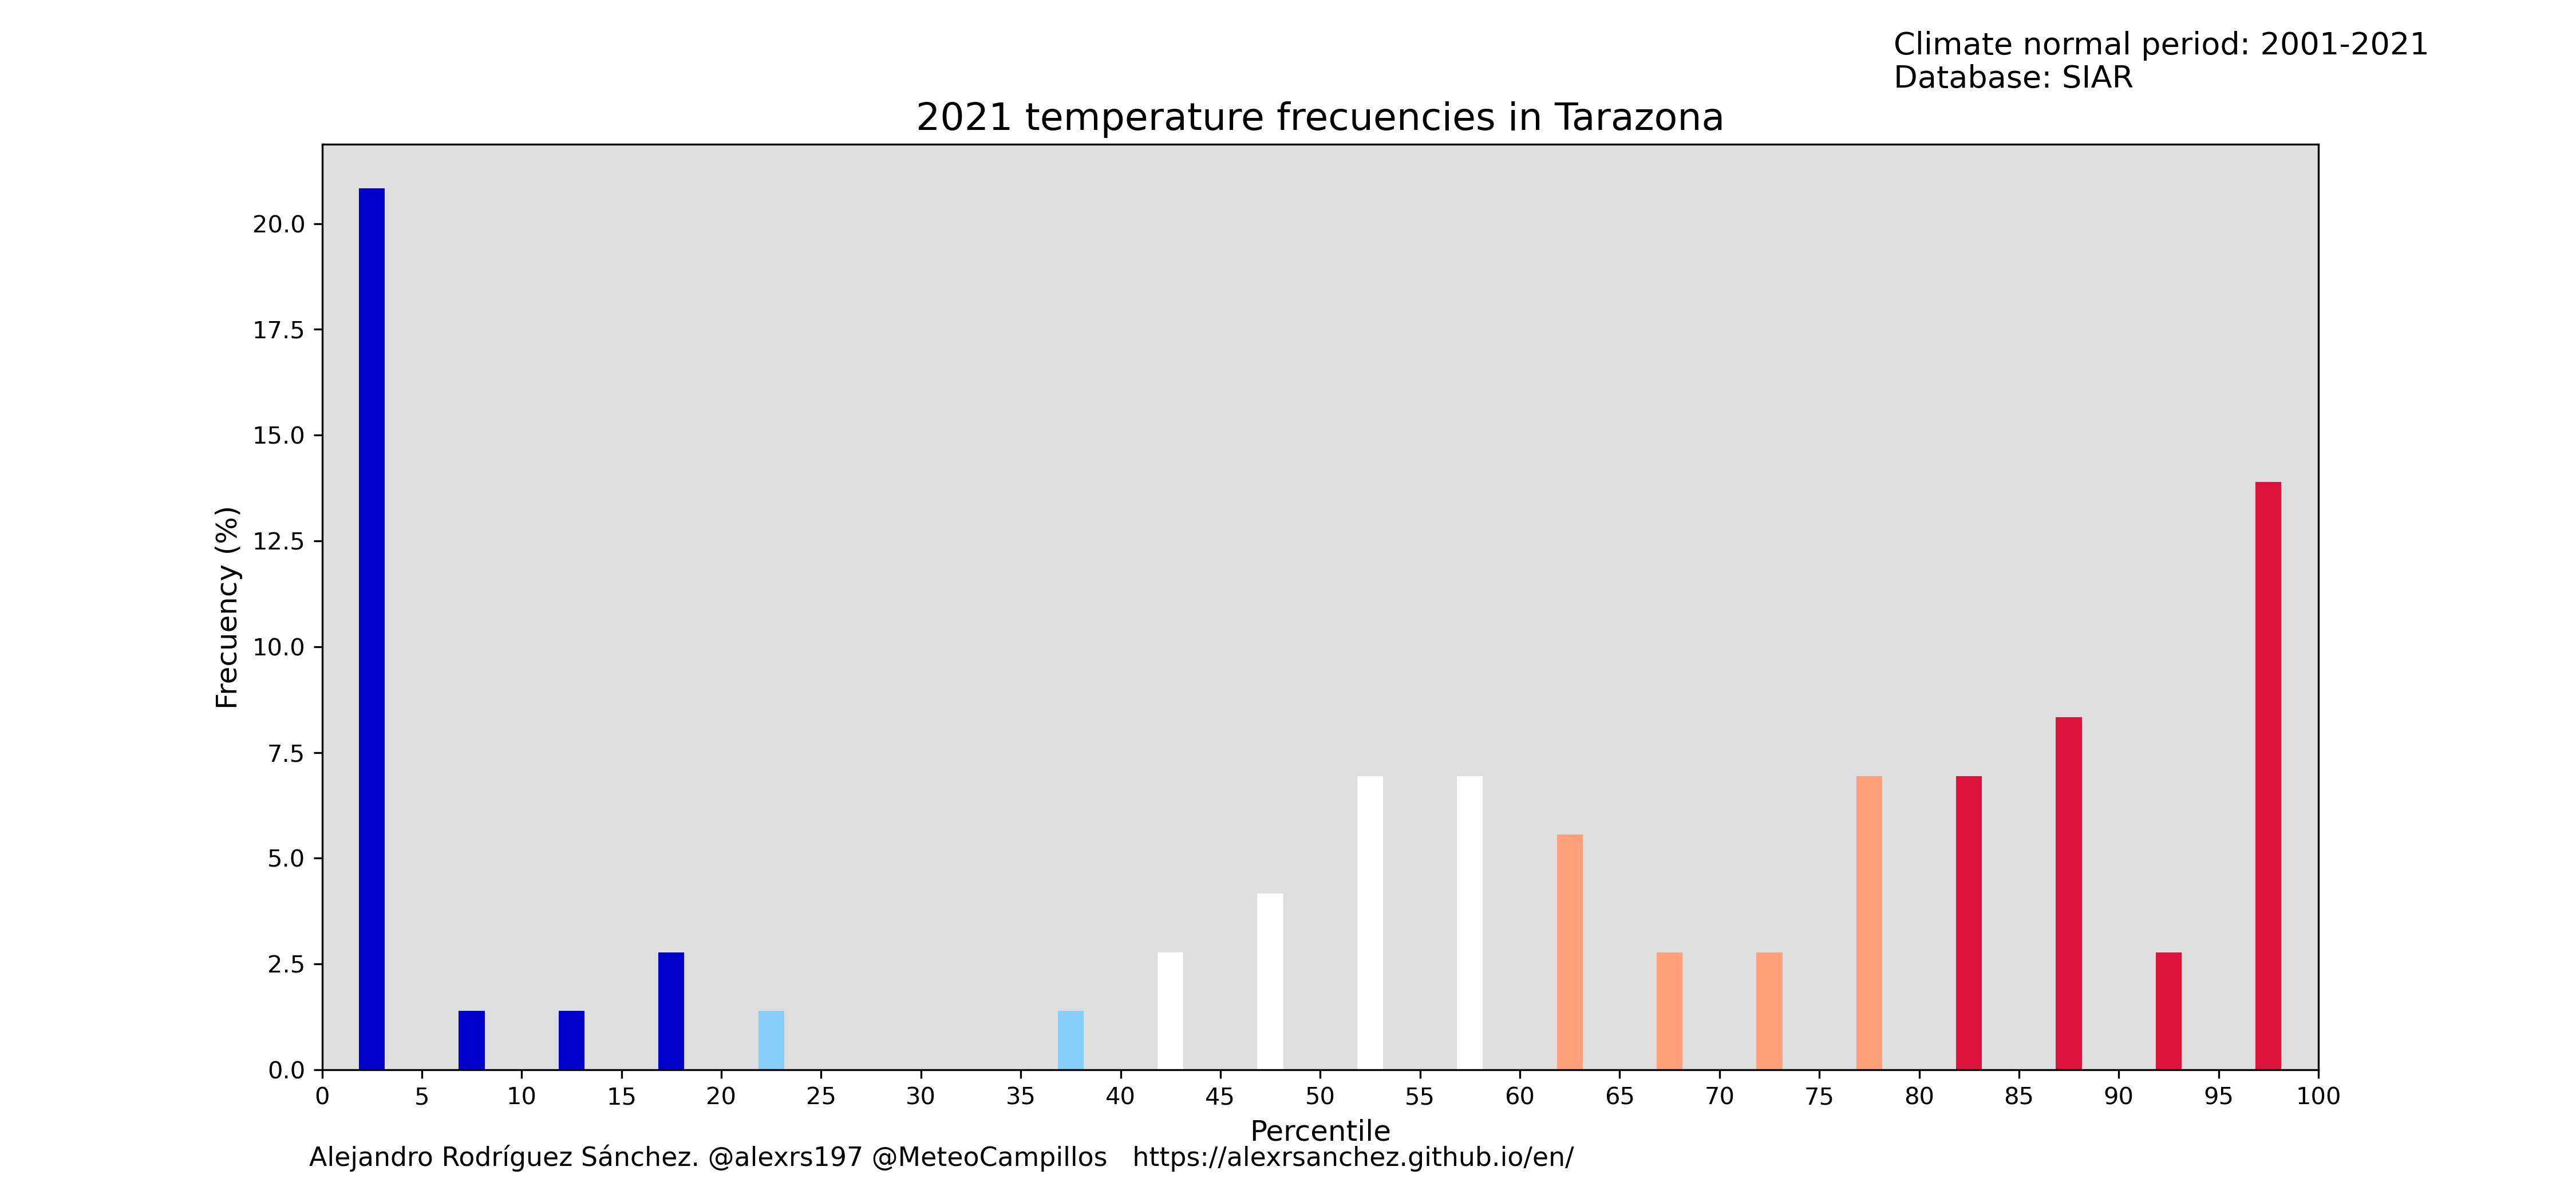 Climate normal period: 2001-2021
Database: SIAR
2021 temperature frecuencies in Tarazona
Frecuency (%)
20.0
17.5
15.0
12.5
10.0
7.5
5.0
2.5
0.0
0 5 10 15 20 25 30 35 40 45 50 55 60 65 70 75 80 85 90 95 100
Percentile
Alejandro Rodríguez Sánchez. @alexrs197 @MeteoCampillos https://alexrsanchez.github.io/en/